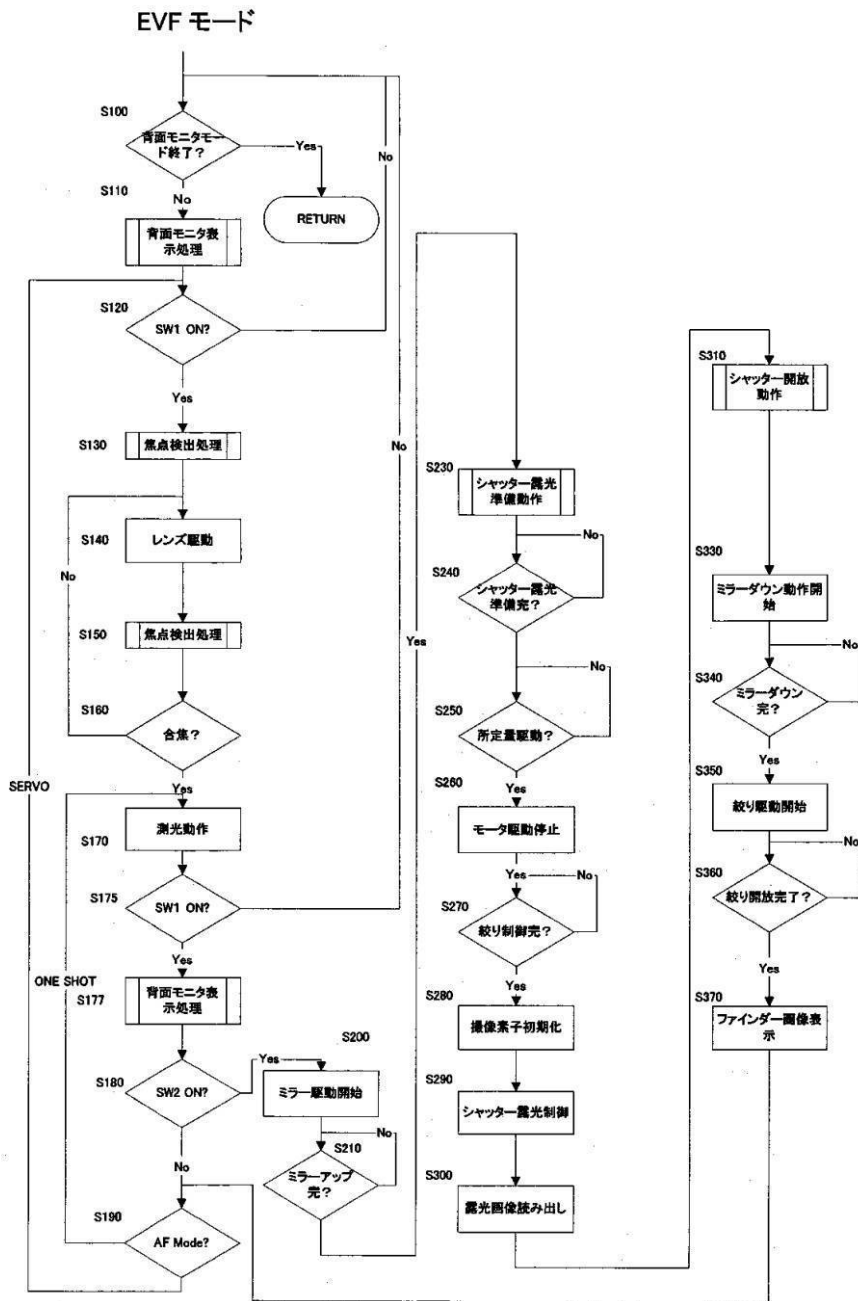 EVF モード
S100
背面モニタモー
ド終了？
Yes
No
RETURN
S110
No
背面モニタ表
示処理
S120
SW1 ON?
Yes
S130
焦点検出処理
No
S140
レンズ駆動
No
S150
焦点検出処理
S160
合焦？
SERVO
Yes
S170
測光動作
S175
SW1 ON?
Yes
ONE SHOT
S177
背面モニタ表
示処理
S180
SW2 ON?
Yes
No
S190
AF Mode?
S200
ミラー駆動開始
No
S210
ミラーアップ
完？
Yes
S230
シャッター露光
準備動作
No
S240
シャッター露光
準備完？
No
S250
所定量駆動？
S260
Yes
モータ駆動停止
Yes
No
S270
絞り制御完？
Yes
S280
撮像素子初期化
S290
シャッター露光制御
S300
露光画像読み出し
S310
シャッター開放
動作
S330
ミラーダウン動作開
始
No
S340
ミラーダウン
完？
Yes
S350
絞り駆動開始
No
S360
絞り開放完了？
Yes
S370
ファインダー画像表
示